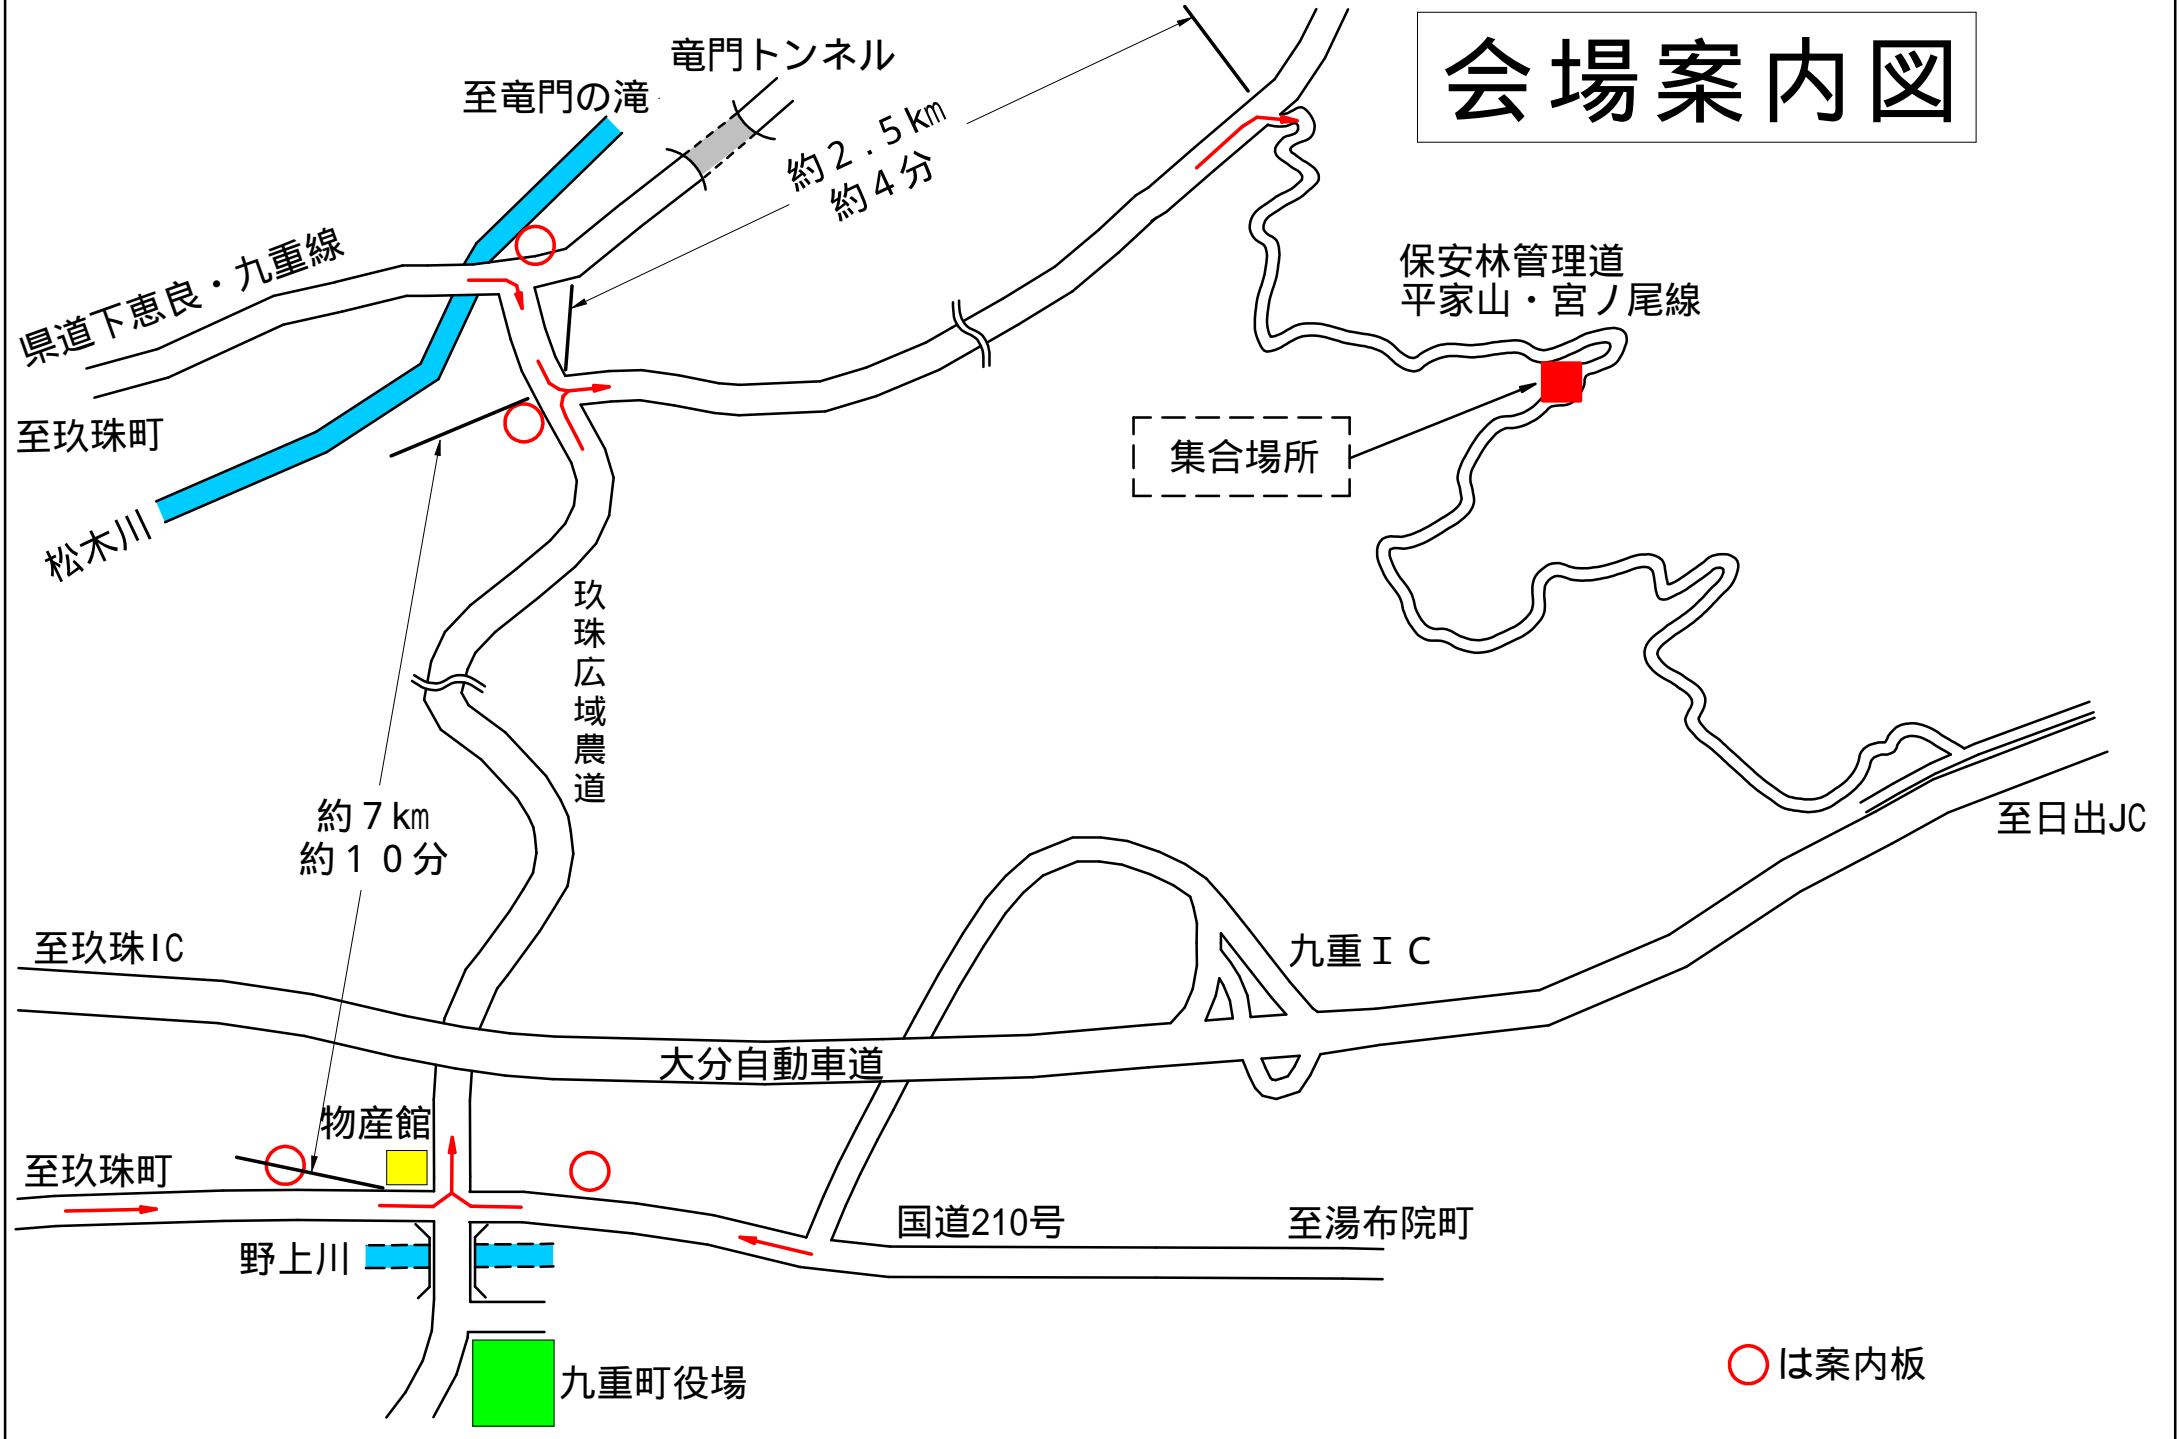 会場案内図
竜門トンネル
至竜門の滝
約２．５㎞
約４分
県道下恵良・九重線
保安林管理道
平家山・宮ノ尾線
至玖珠町
集合場所
松木川
玖珠広域農道
約７㎞
約１０分
至日出JC
至玖珠IC
九重ＩＣ
大分自動車道
物産館
至玖珠町
国道210号
至湯布院町
野上川
は案内板
九重町役場